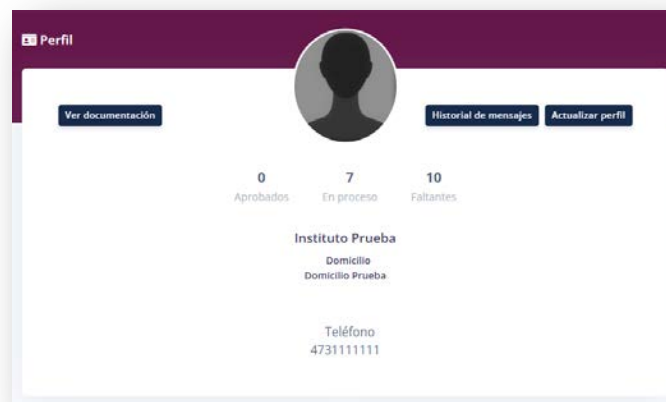 Perfil
Ver documentación
Historial de mensajes
Actualizar perfil
0
7
10
Aprobados
En proceso
Faltantes
Instituto Prueba
Domicilio
Domicilio Prueba
Teléfono
4731111111